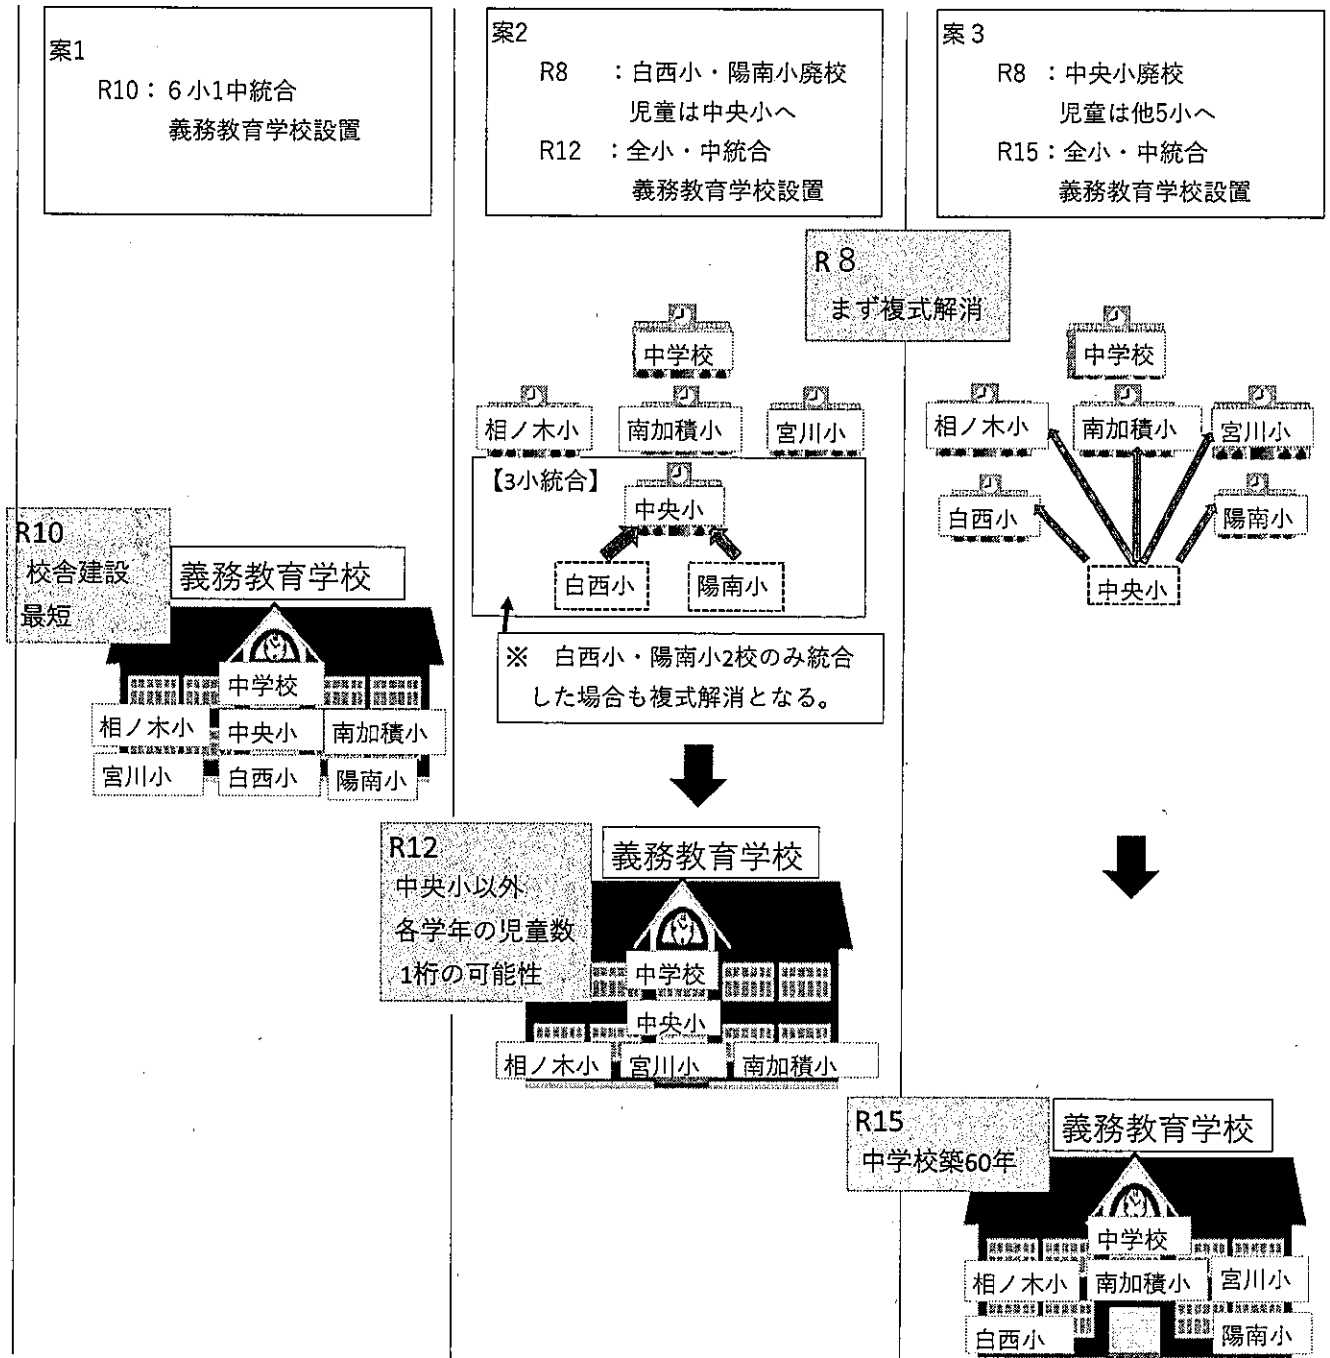 案1
R10：６小1中統合
義務教育学校設置
R10
校舎建設
最短
義務教育学校
中学校
相ノ木小
中央小
南加積小
宮川小
白西小
陽南小
案2
R8　：白西小・陽南小廃校
児童は中央小へ
R12　：全小・中統合
義務教育学校設置
R８
まず複式解消
中学校
相ノ木小
南加積小
宮川小
【3小統合】
中央小
白西小
陽南小
※　白西小・陽南小2校のみ統合
した場合も複式解消となる。
R12
中央小以外
各学年の児童数
1桁の可能性
義務教育学校
中学校
中央小
相ノ木小
宮川小
南加積小
案３
R8　：中央小廃校
児童は他5小へ
R15：全小・中統合
義務教育学校設置
中学校
相ノ木小
南加積小
宮川小
白西小
陽南小
中央小
R15
中学校築60年
義務教育学校
中学校
相ノ木小
南加積小
宮川小
白西小
陽南小